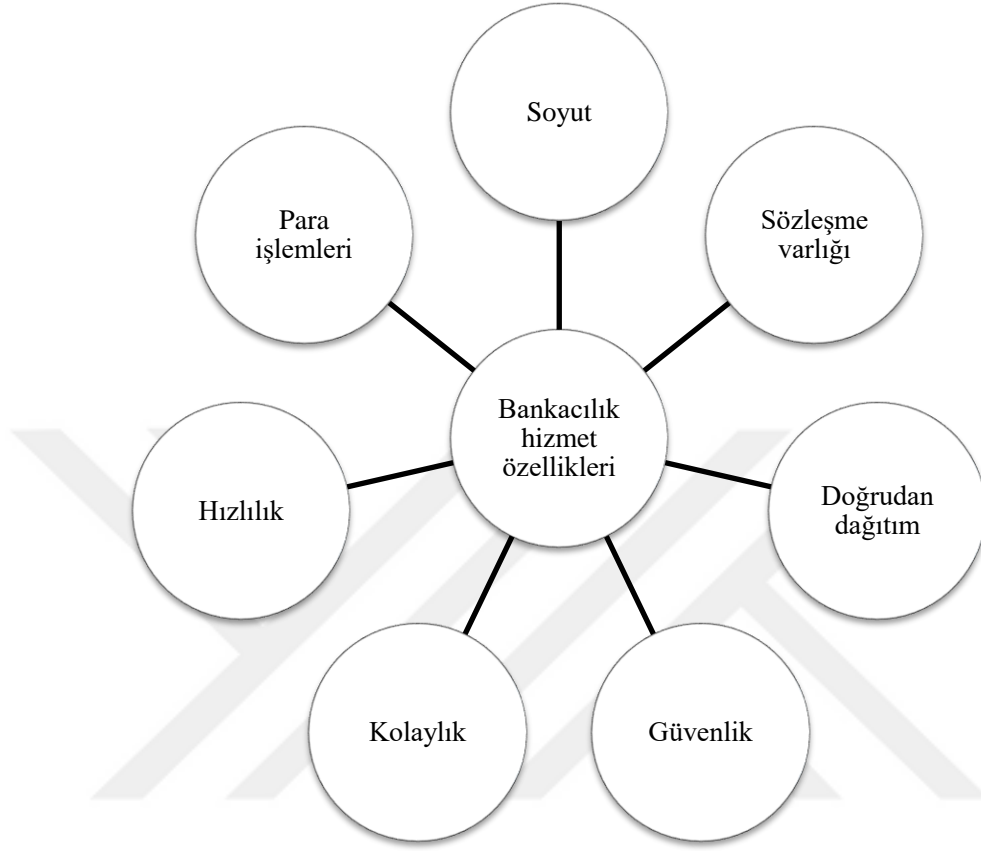 Soyut
Para
işlemleri
Sözleşme
varlığı
Bankacılık
hizmet
özellikleri
Hızlılık
Doğrudan
dağıtım
Kolaylık
Güvenlik